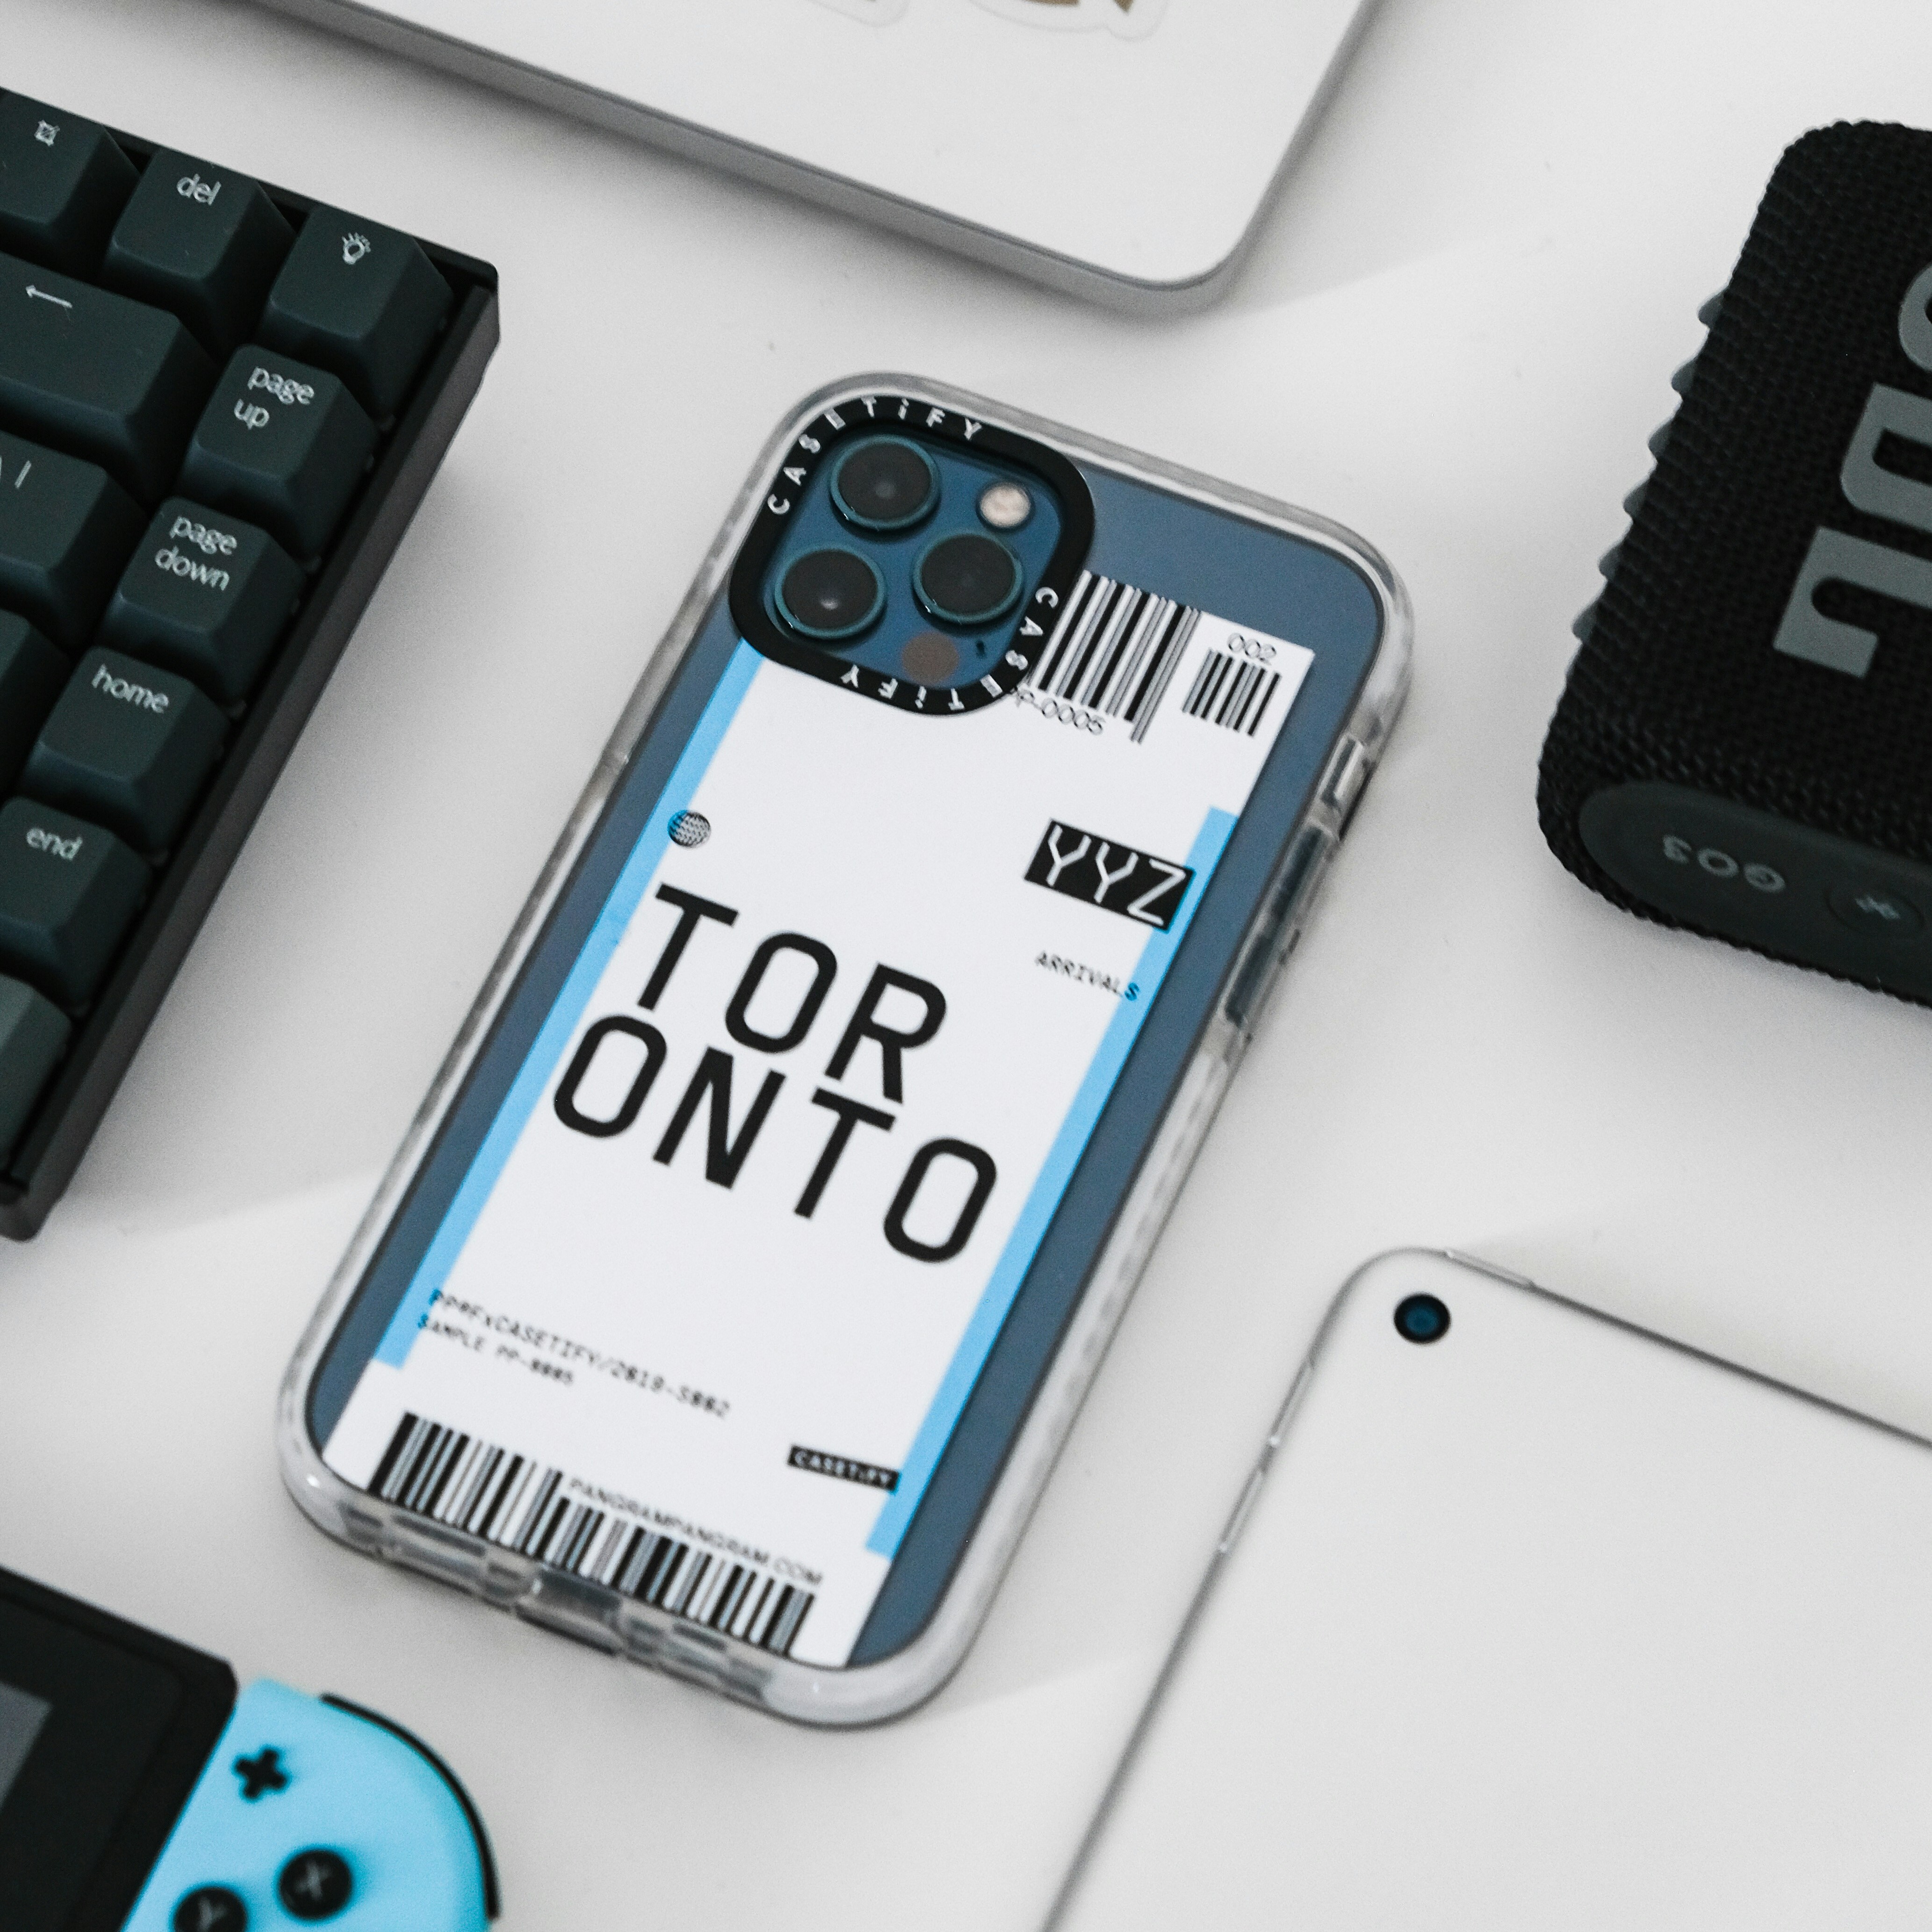 del
page
up
page
down
home
end
CASETiFY
CASETiFY
002
PP-0005
YYZ
ARRIVALS
TOR
ONTO
CASETIFY/2019-S002
SAMPLE PP-0005
CASETiFY
PANGRAMPANGRAM.COM
GO3
X
Y